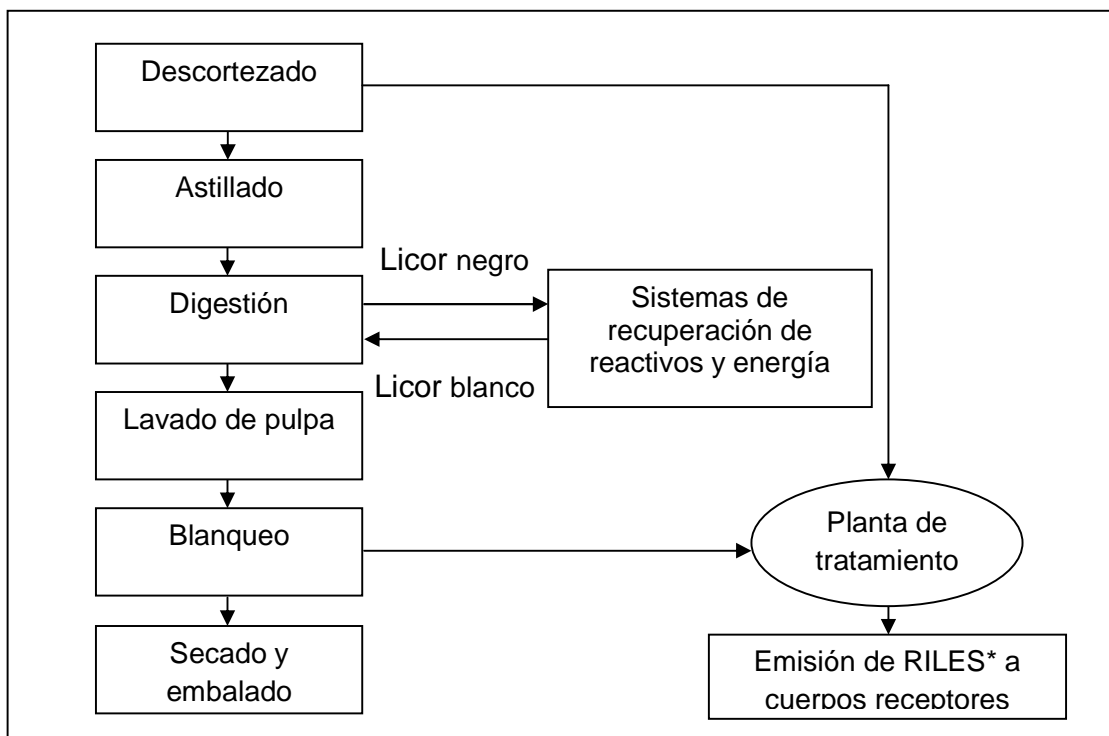 Descortezado
Astillado
Licor negro
Digestión
Sistemas de
recuperación de
reactivos y energía
Licor blanco
Lavado de pulpa
Blanqueo
Planta de
tratamiento
Secado y
embalado
Emisión de RILES* a
cuerpos receptores